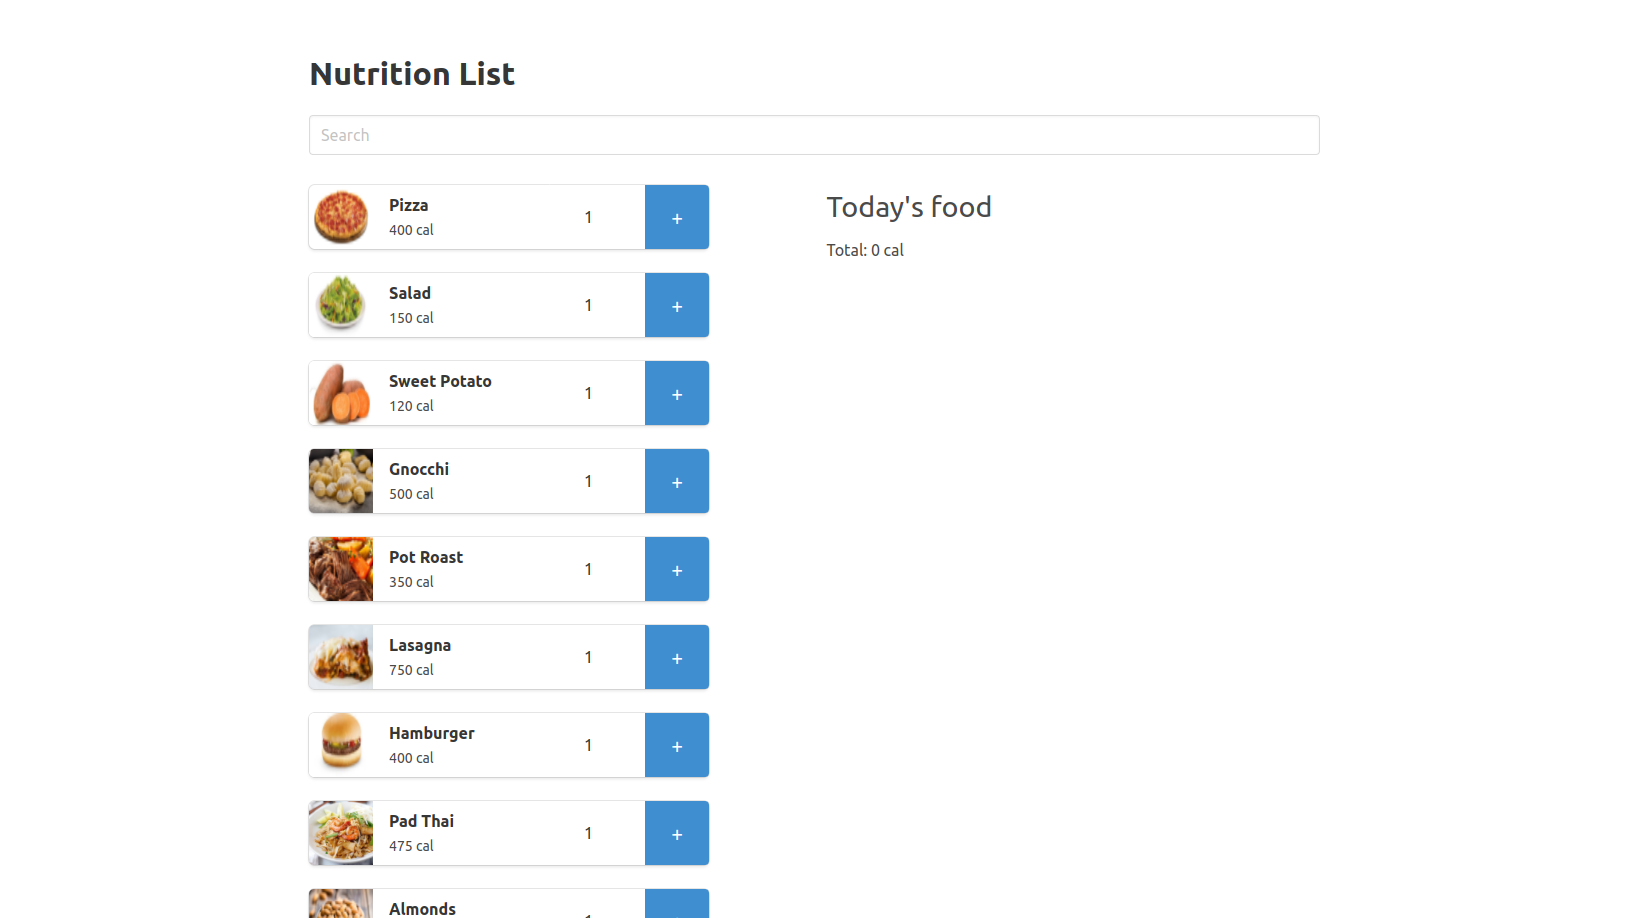 Nutrition List
Search
Pizza
400 cal
1
+
Salad
150 cal
1
+
Sweet Potato
120 cal
1
+
Gnocchi
500 cal
1
+
Pot Roast
350 cal
1
+
Lasagna
750 cal
1
+
Hamburger
400 cal
1
+
Pad Thai
475 cal
1
+
Almonds
Today's food
Total: 0 cal